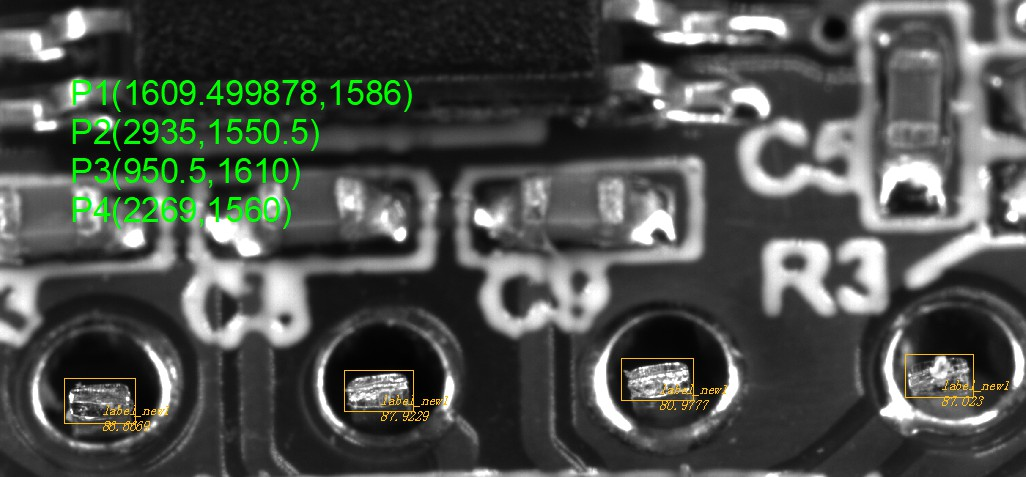 P1(1609.499878,1586)
P2(2935,1550.5)
P3(950.5,1610)
P4(2269,1560)
C5
R3
label_new1
87.9229
label_new1
80.9777
label_new1
87.023
label_new1